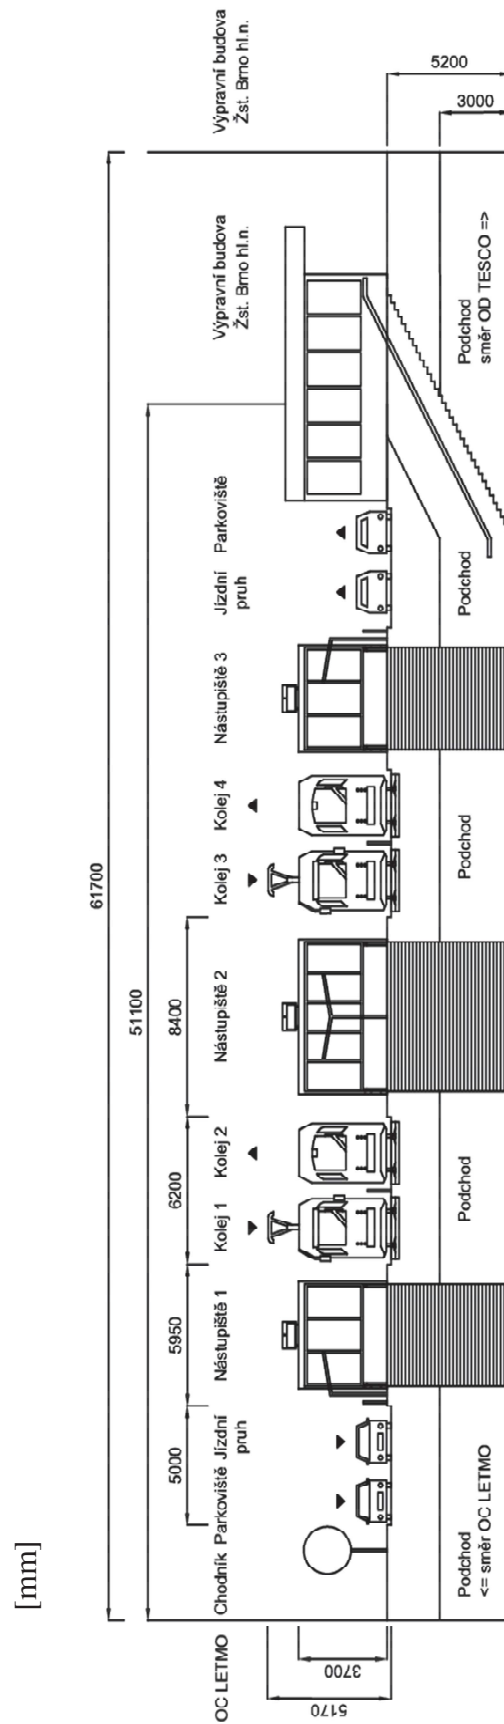 [mm]
61700
51100
5000
5950
6200
8400
OC LETMO
Chodník
Parkoviště
Jízdní
pruh
Nástupiště 1
Kolej 1
Kolej 2
Nástupiště 2
Kolej 3
Kolej 4
Nástupiště 3
Jízdní
pruh
Parkoviště
Výpravní budova
Žst. Brno hl.n.
Výpravní budova
Žst. Brno hl.n.
5170
3700
5200
3000
Podchod
<= směr OC LETMO
Podchod
Podchod
Podchod
Podchod
směr OD TESCO =>